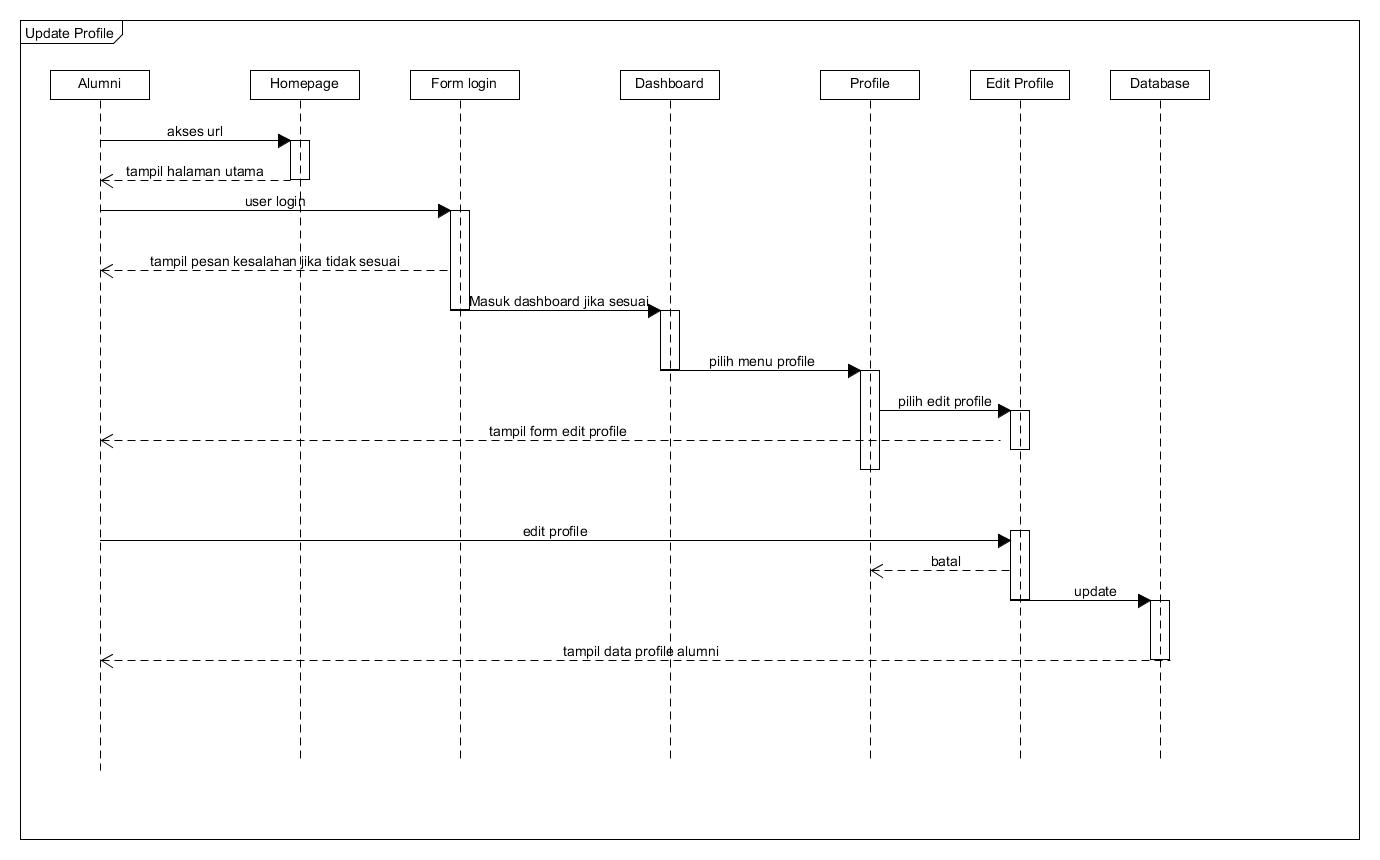 Update Profile
Alumni
Homepage
Form login
Dashboard
Profile
Edit Profile
Database
akses url
tampil halaman utama
user login
tampil pesan kesalahan jika tidak sesuai
Masuk dashboard jika sesuai
pilih menu profile
pilih edit profile
tampil form edit profile
edit profile
batal
update
tampil data profile alumni